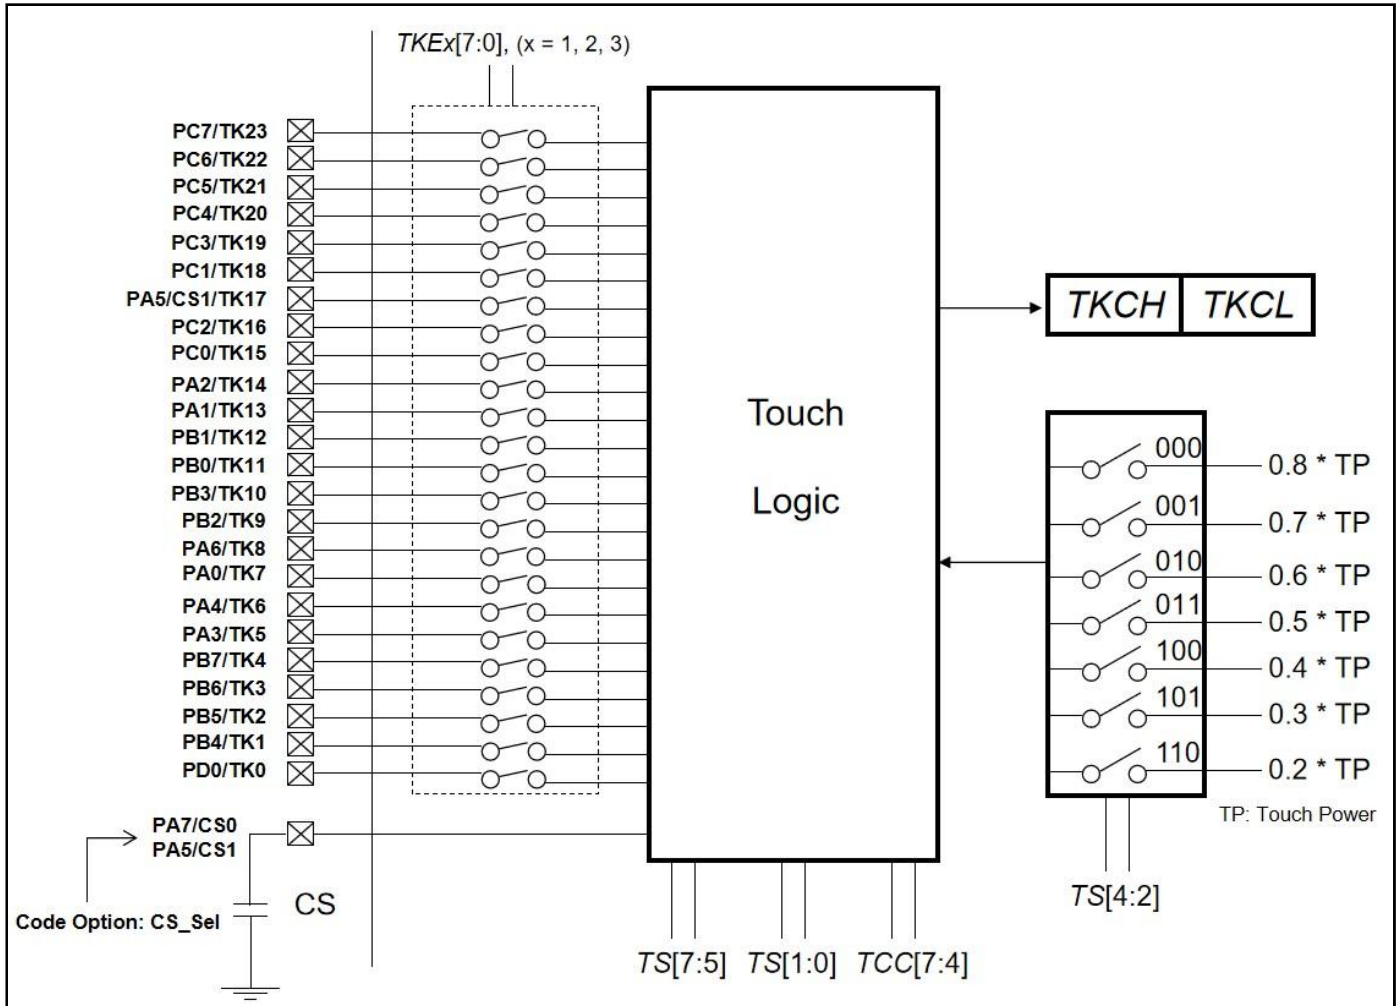 TKEx[7:0], (x = 1, 2, 3)
PC7/TK23
PC6/TK22
PC5/TK21
PC4/TK20
PC3/TK19
PC1/TK18
PA5/CS1/TK17
PC2/TK16
PC0/TK15
PA2/TK14
PA1/TK13
PB1/TK12
PB0/TK11
PB3/TK10
PB2/TK9
PA6/TK8
PA0/TK7
PA4/TK6
PA3/TK5
PB7/TK4
PB6/TK3
PB5/TK2
PB4/TK1
PD0/TK0
PA7/CS0
PA5/CS1
Code Option: CS_Sel
CS
Touch
Logic
TS[7:5] TS[1:0] TCC[7:4]
TKCH TKCL
000 0.8 * TP
001 0.7 * TP
010 0.6 * TP
011 0.5 * TP
100 0.4 * TP
101 0.3 * TP
110 0.2 * TP
TP: Touch Power
TS[4:2]